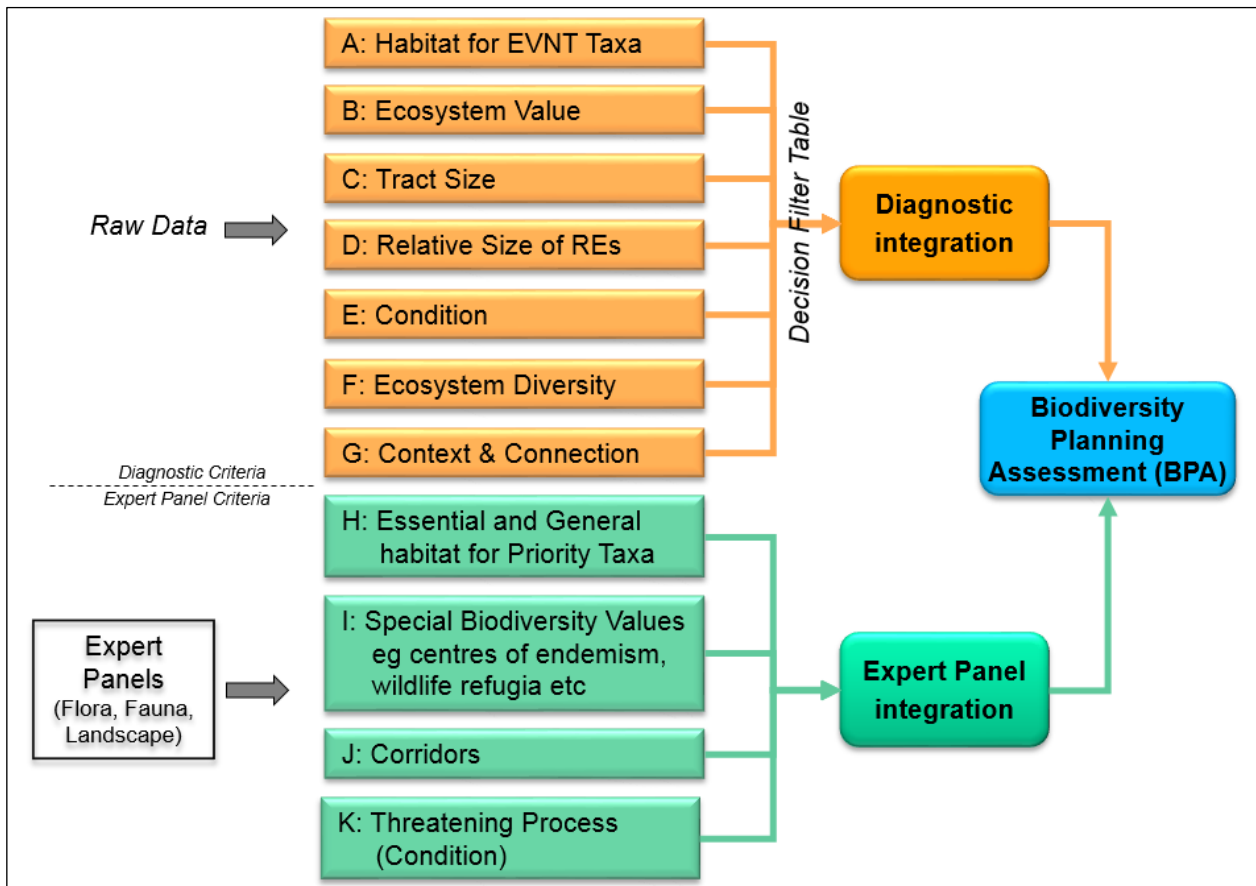 A: Habitat for EVNT Taxa
B: Ecosystem Value
C: Tract Size
Raw Data
D: Relative Size of REs
E: Condition
F: Ecosystem Diversity
G: Context & Connection
Decision Filter Table
Diagnostic
integration
Biodiversity
Planning
Assessment (BPA)
Diagnostic Criteria
Expert Panel Criteria
H: Essential and General
habitat for Priority Taxa
Expert
Panels
(Flora, Fauna,
Landscape)
I: Special Biodiversity Values
eg centres of endemism,
wildlife refugia etc
J: Corridors
K: Threatening Process
(Condition)
Expert Panel
integration